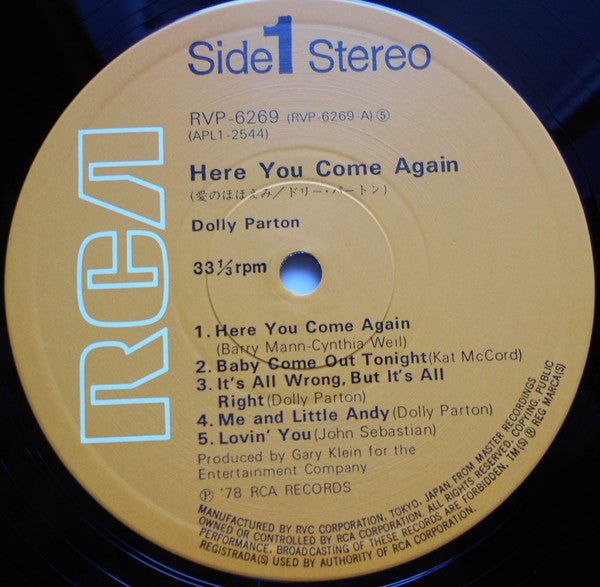 Side 1 Stereo
RCA
RVP-6269 (RVP-6269-A) ⑤
(APL1-2544)
Here You Come Again
(愛のほほえみ/ドリー・パートン)
Dolly Parton
33 1/3 rpm
1. Here You Come Again
(Barry Mann-Cynthia Weil)
2. Baby Come Out Tonight (Kat McCord)
3. It's All Wrong, But It's All
Right (Dolly Parton)
4. Me and Little Andy (Dolly Parton)
5. Lovin' You (John Sebastian)
Produced by Gary Klein for the
Entertainment Company
Ⓟ '78 RCA RECORDS
MANUFACTURED BY RVC CORPORATION, TOKYO, JAPAN. FROM MASTER RECORDINGS
OWNED OR CONTROLLED BY RCA CORPORATION. ALL RIGHTS RESERVED. COPYING, PUBLIC
PERFORMANCE, BROADCASTING OF THESE RECORDS ARE FORBIDDEN. TM(S) ® REG MARCA(S)
REGISTRADA(S) USED BY AUTHORITY OF RCA CORPORATION.